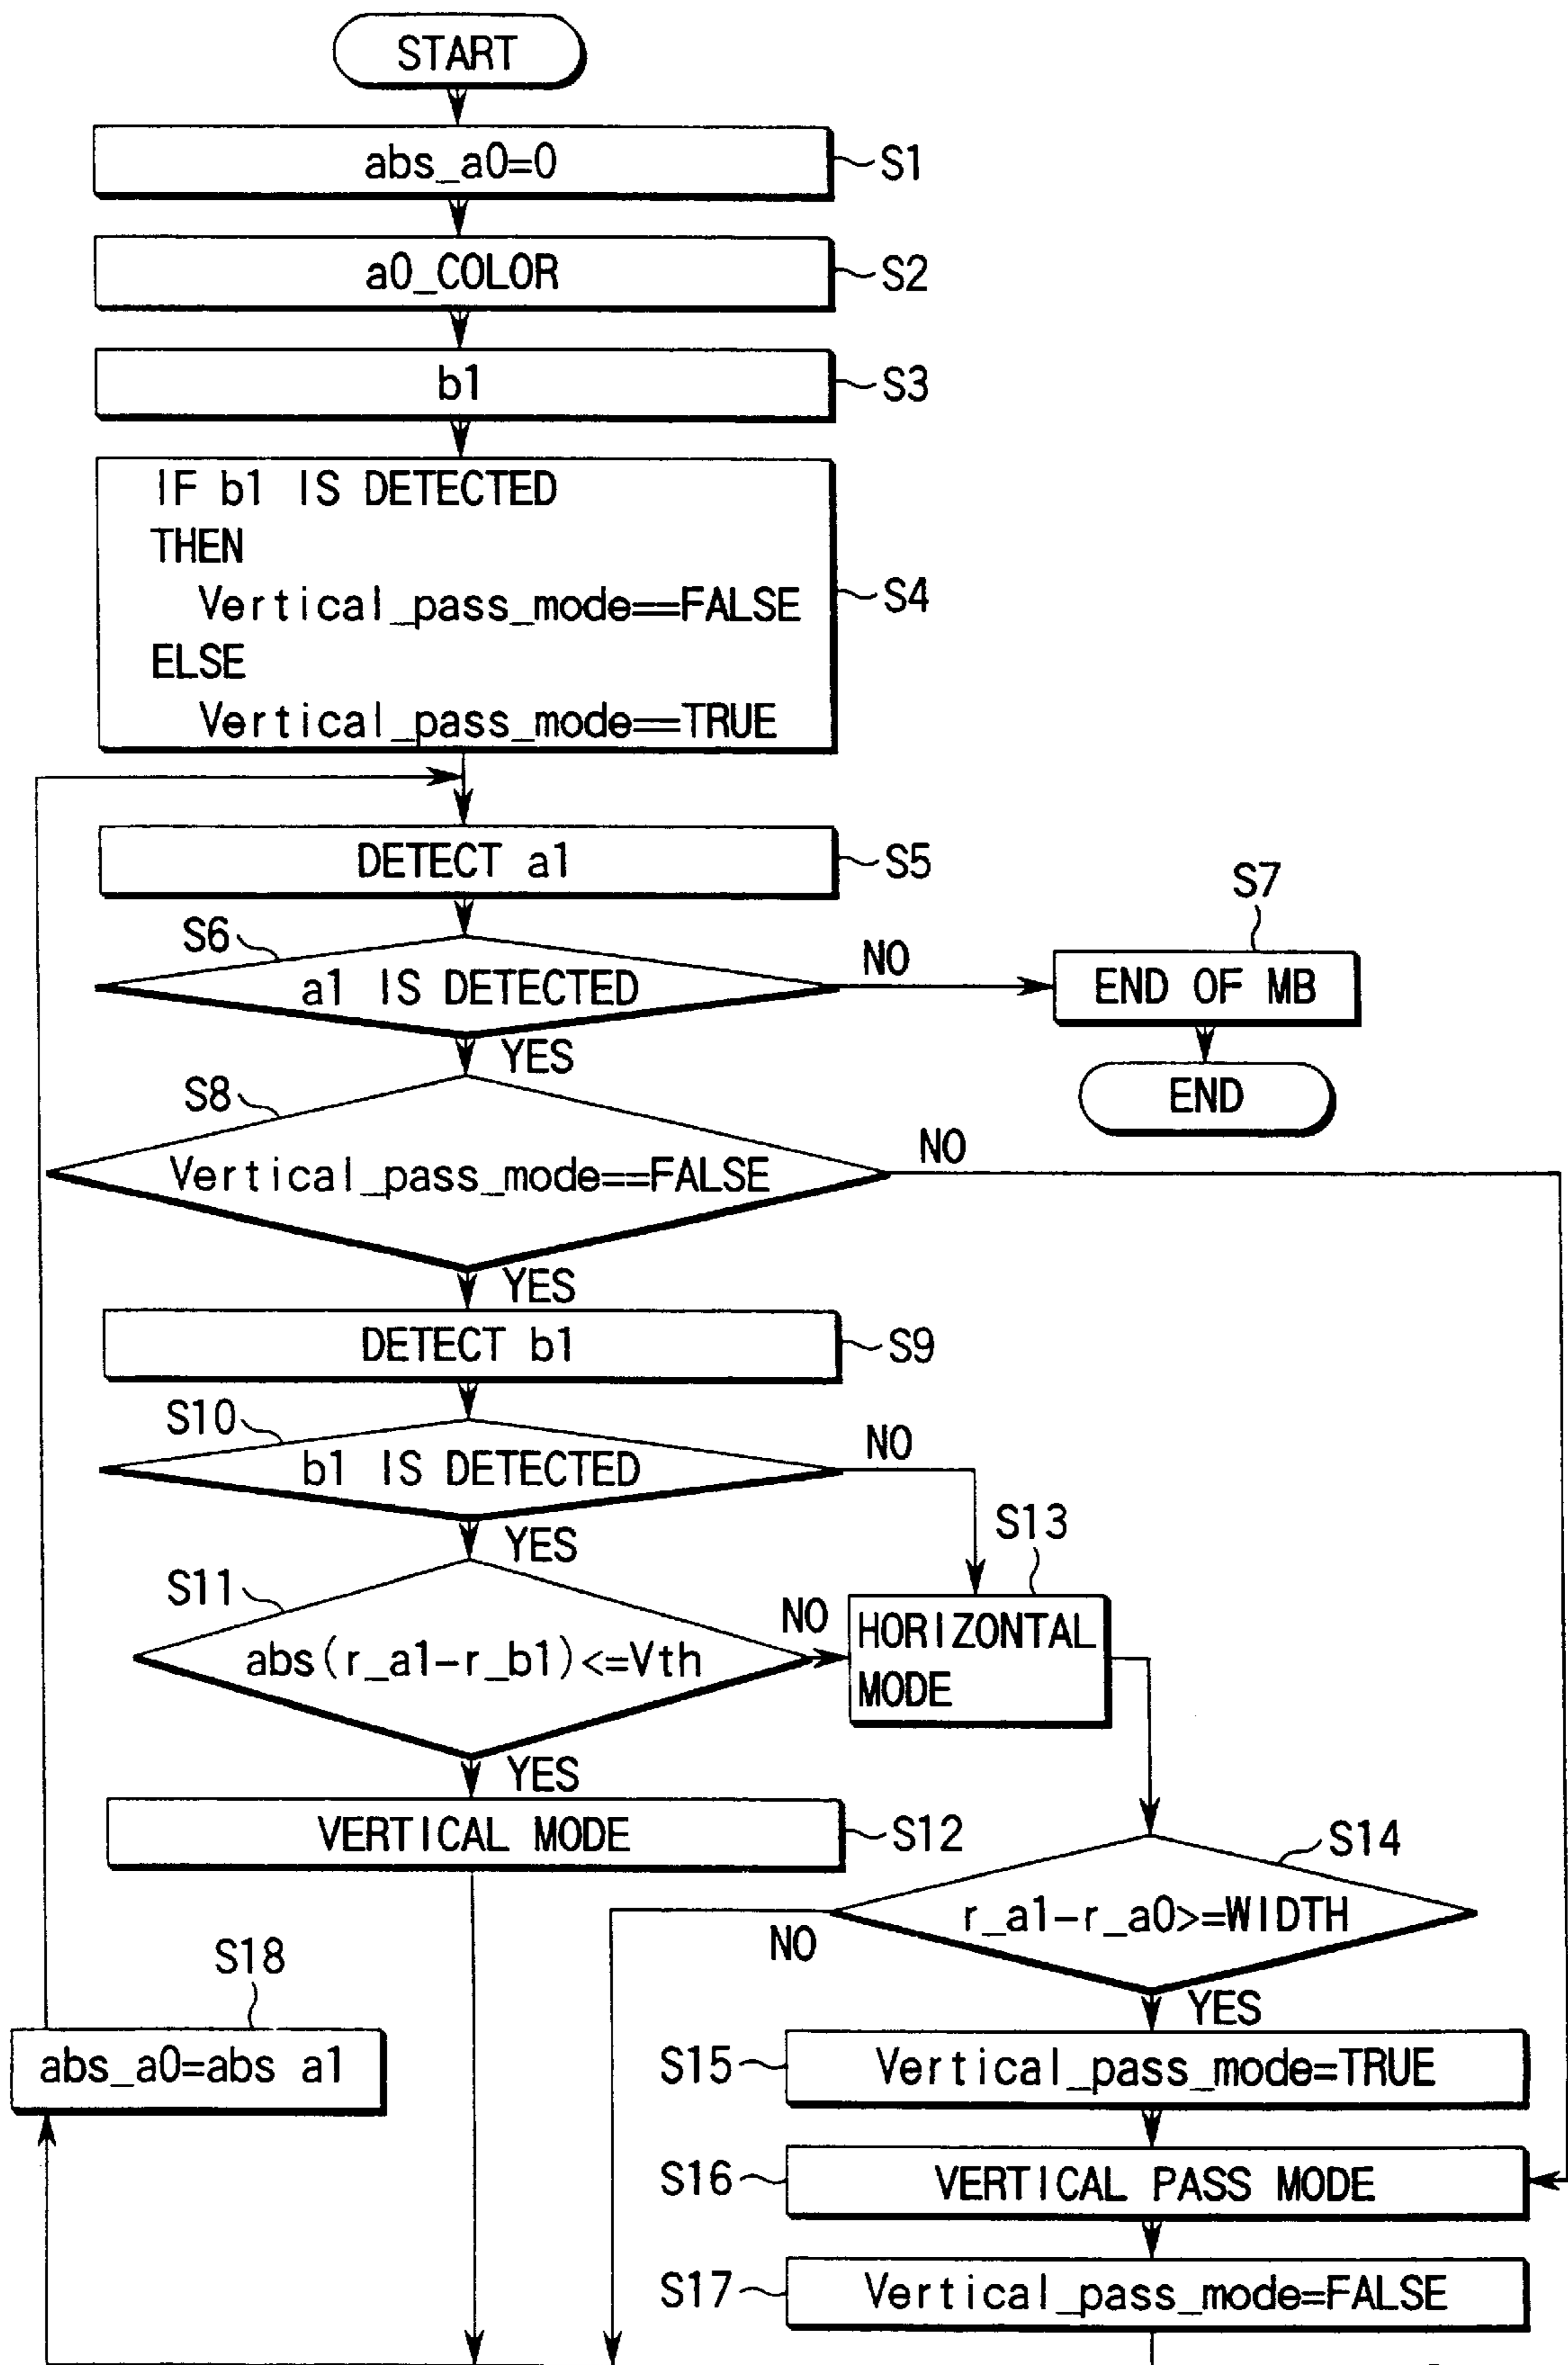 START
abs_a0=0
S1
a0_COLOR
S2
b1
S3
IF b1 IS DETECTED
THEN
Vertical_pass_mode==FALSE
ELSE
Vertical_pass_mode==TRUE
S4
DETECT a1
S5
S6
a1 IS DETECTED
NO
YES
S7
END OF MB
END
S8
Vertical_pass_mode==FALSE
NO
YES
DETECT b1
S9
S10
b1 IS DETECTED
NO
YES
S11
abs(r_a1-r_b1)<=Vth
NO
YES
S13
HORIZONTAL
MODE
VERTICAL MODE
S12
S14
r_a1-r_a0>=WIDTH
NO
YES
S18
abs_a0=abs a1
S15
Vertical_pass_mode=TRUE
S16
VERTICAL PASS MODE
S17
Vertical_pass_mode=FALSE